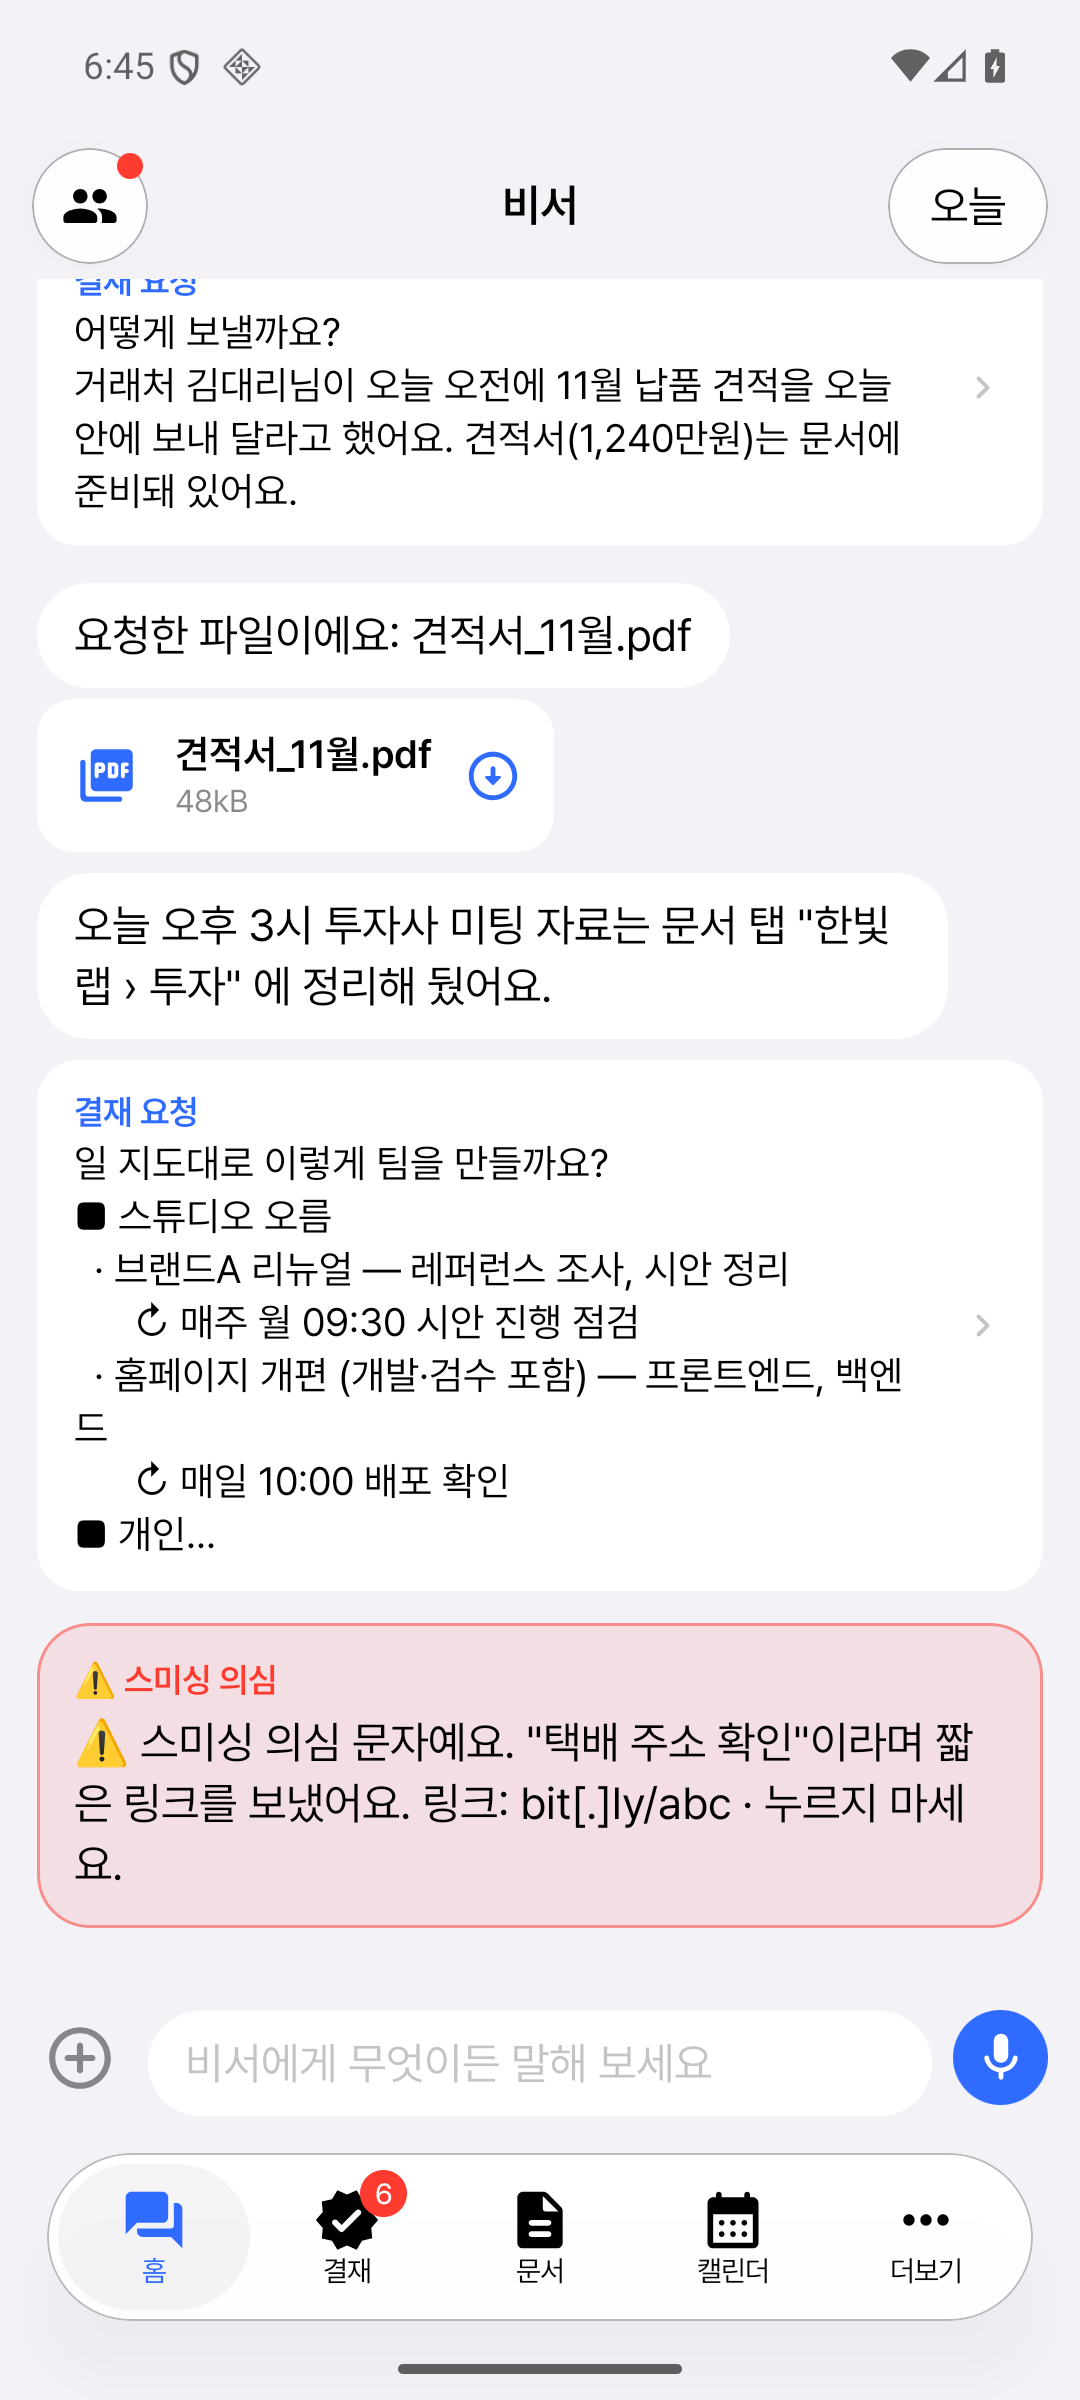 6:45
비서
오늘
결재 요청
어떻게 보낼까요?
거래처 김대리님이 오늘 오전에 11월 납품 견적을 오늘
안에 보내 달라고 했어요. 견적서(1,240만원)는 문서에
준비돼 있어요.
요청한 파일이에요: 견적서_11월.pdf
PDF
견적서_11월.pdf
48kB
오늘 오후 3시 투자사 미팅 자료는 문서 탭 "한빛
랩 › 투자" 에 정리해 뒀어요.
결재 요청
일 지도대로 이렇게 팀을 만들까요?
■ 스튜디오 오름
· 브랜드A 리뉴얼 — 레퍼런스 조사, 시안 정리
↻ 매주 월 09:30 시안 진행 점검
· 홈페이지 개편 (개발·검수 포함) — 프론트엔드, 백엔
드
↻ 매일 10:00 배포 확인
■ 개인...
⚠️ 스미싱 의심
⚠️ 스미싱 의심 문자예요. "택배 주소 확인"이라며 짧
은 링크를 보냈어요. 링크: bit[.]ly/abc · 누르지 마세
요.
비서에게 무엇이든 말해 보세요
6
홈
결재
문서
캘린더
더보기